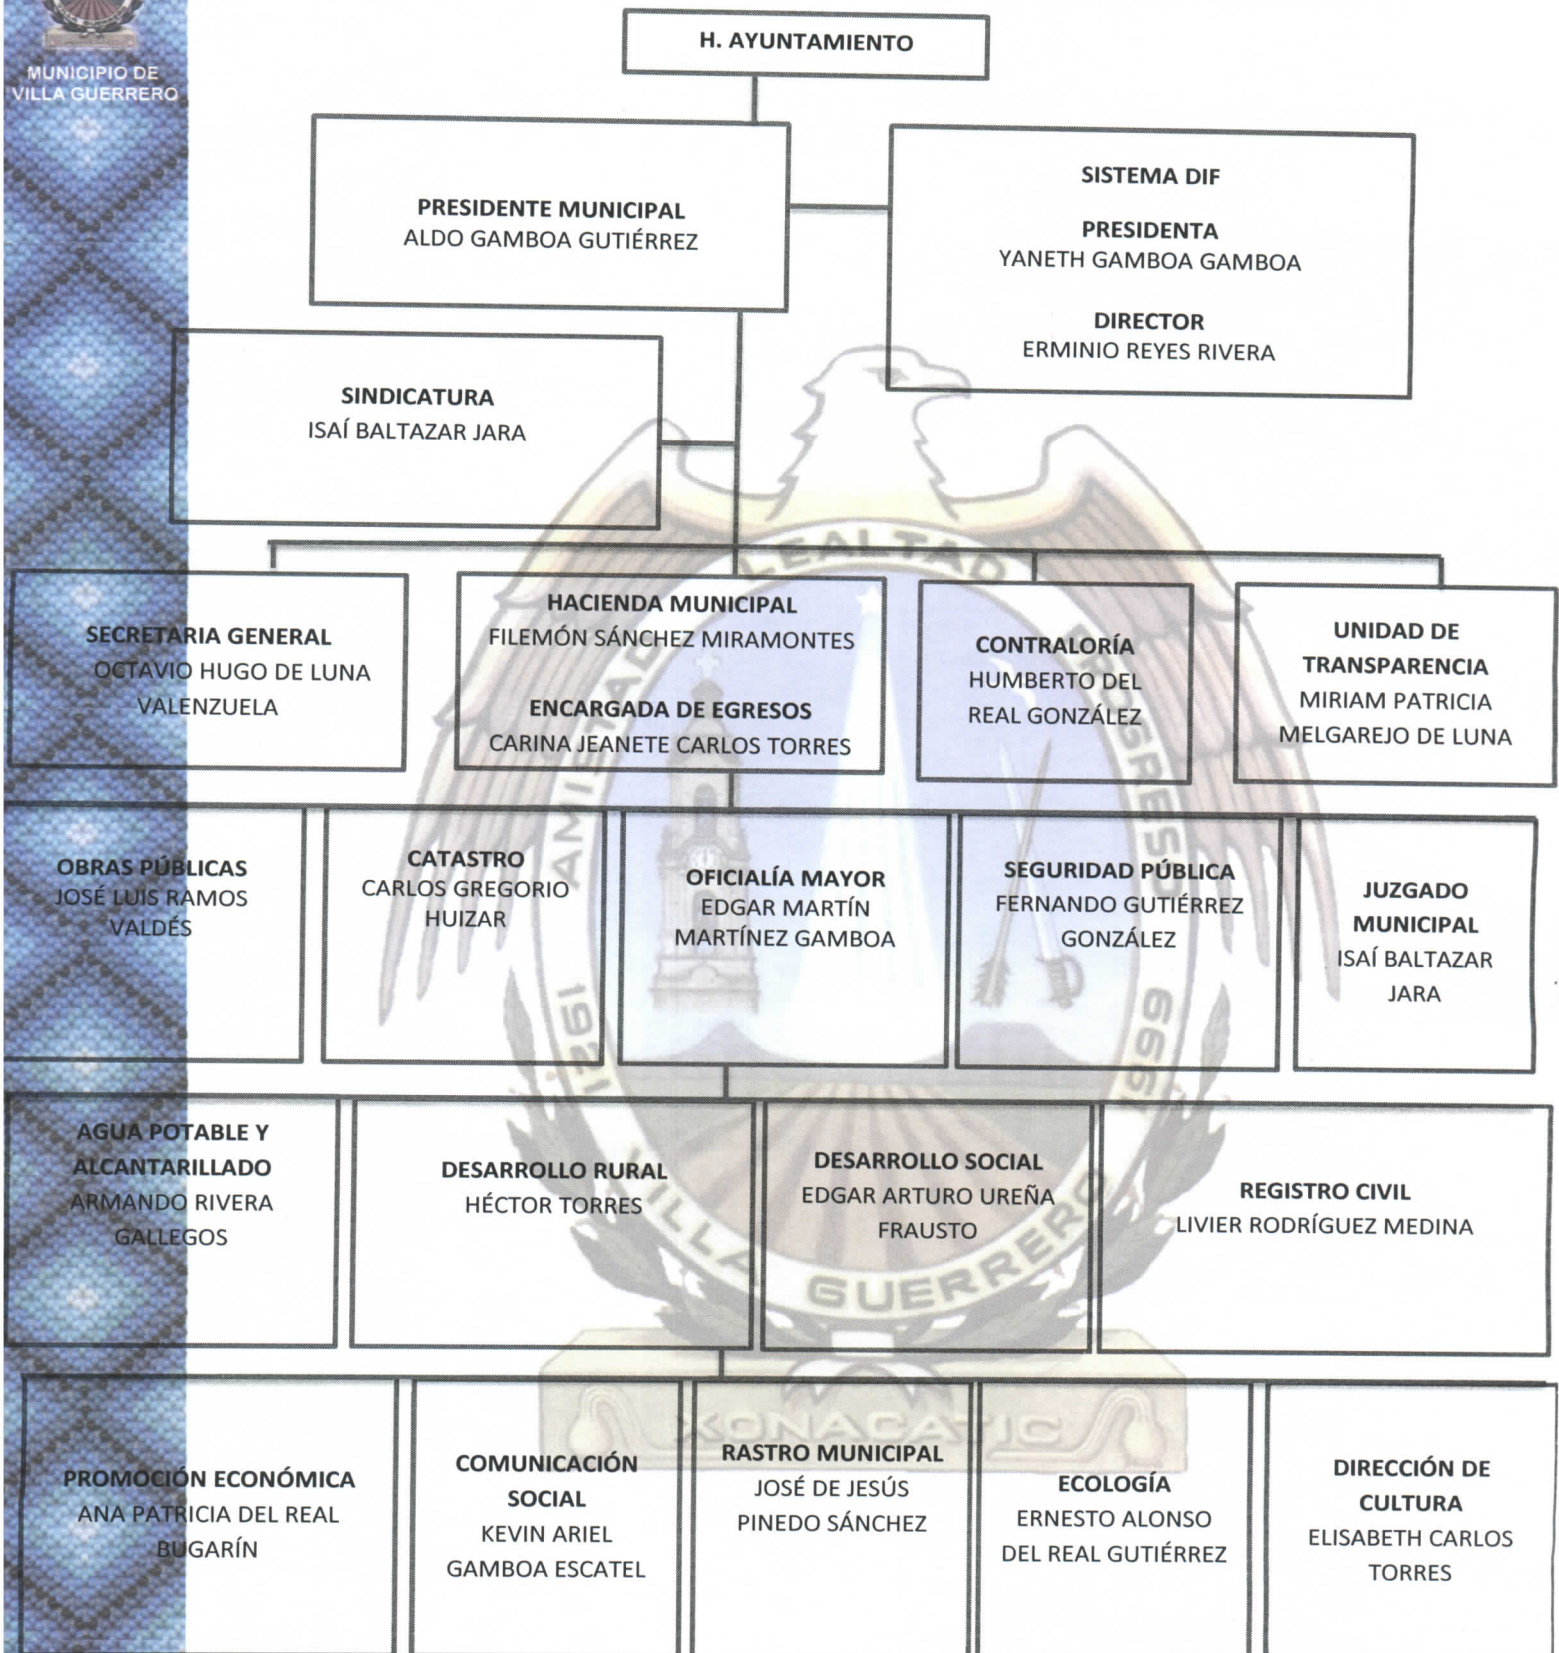 MUNICIPIO DE
VILLA GUERRERO
H. AYUNTAMIENTO
PRESIDENTE MUNICIPAL
ALDO GAMBOA GUTIÉRREZ
SISTEMA DIF
PRESIDENTA
YANETH GAMBOA GAMBOA
DIRECTOR
ERMINIO REYES RIVERA
SINDICATURA
ISAÍ BALTAZAR JARA
SECRETARIA GENERAL
OCTAVIO HUGO DE LUNA
VALENZUELA
HACIENDA MUNICIPAL
FILEMÓN SÁNCHEZ MIRAMONTES
ENCARGADA DE EGRESOS
CARINA JEANETE CARLOS TORRES
CONTRALORÍA
HUMBERTO DEL
REAL GONZÁLEZ
UNIDAD DE
TRANSPARENCIA
MIRIAM PATRICIA
MELGAREJO DE LUNA
OBRAS PÚBLICAS
JOSÉ LUIS RAMOS
VALDÉS
CATASTRO
CARLOS GREGORIO
HUIZAR
OFICIALÍA MAYOR
EDGAR MARTÍN
MARTÍNEZ GAMBOA
SEGURIDAD PÚBLICA
FERNANDO GUTIÉRREZ
GONZÁLEZ
JUZGADO
MUNICIPAL
ISAÍ BALTAZAR
JARA
AGUA POTABLE Y
ALCANTARILLADO
ARMANDO RIVERA
GALLEGOS
DESARROLLO RURAL
HÉCTOR TORRES
DESARROLLO SOCIAL
EDGAR ARTURO UREÑA
FRAUSTO
REGISTRO CIVIL
LIVIER RODRÍGUEZ MEDINA
PROMOCIÓN ECONÓMICA
ANA PATRICIA DEL REAL
BUGARÍN
COMUNICACIÓN
SOCIAL
KEVIN ARIEL
GAMBOA ESCATEL
RASTRO MUNICIPAL
JOSÉ DE JESÚS
PINEDO SÁNCHEZ
ECOLOGÍA
ERNESTO ALONSO
DEL REAL GUTIÉRREZ
DIRECCIÓN DE
CULTURA
ELISABETH CARLOS
TORRES
AMISTAD LEALTAD PROGRESO
1921 VILLA GUERRERO
XONACATIC